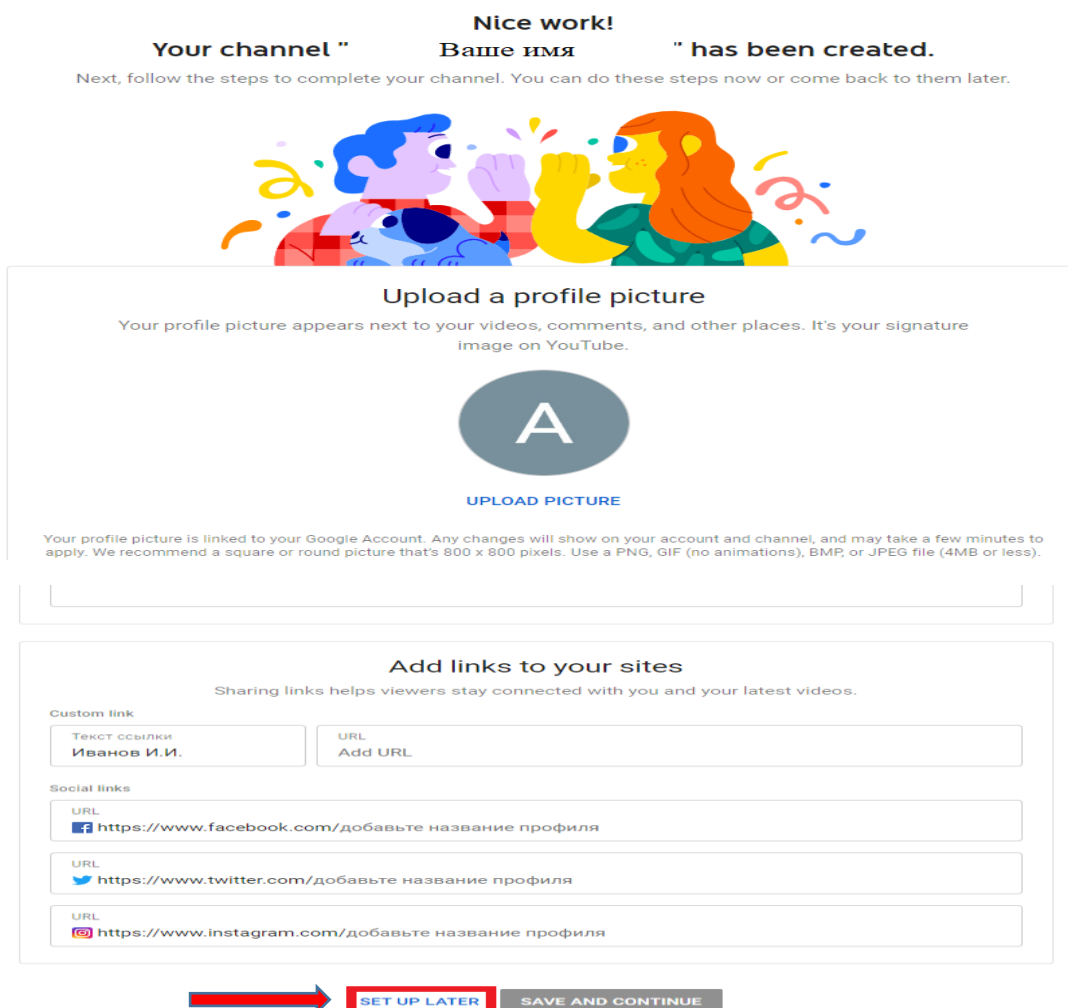 Nice work!
Your channel " Ваше имя " has been created.
Next, follow the steps to complete your channel. You can do these steps now or come back to them later.
Upload a profile picture
Your profile picture appears next to your videos, comments, and other places. It's your signature
image on YouTube.
A
UPLOAD PICTURE
Your profile picture is linked to your Google Account. Any changes will show on your account and channel, and may take a few minutes to
apply. We recommend a square or round picture that's 800 x 800 pixels. Use a PNG, GIF (no animations), BMP, or JPEG file (4MB or less).
Add links to your sites
Sharing links helps viewers stay connected with you and your latest videos.
Custom link
Текст ссылки
Иванов И.И.
URL
Add URL
Social links
URL
https://www.facebook.com/добавьте название профиля
URL
https://www.twitter.com/добавьте название профиля
URL
https://www.instagram.com/добавьте название профиля
SET UP LATER SAVE AND CONTINUE